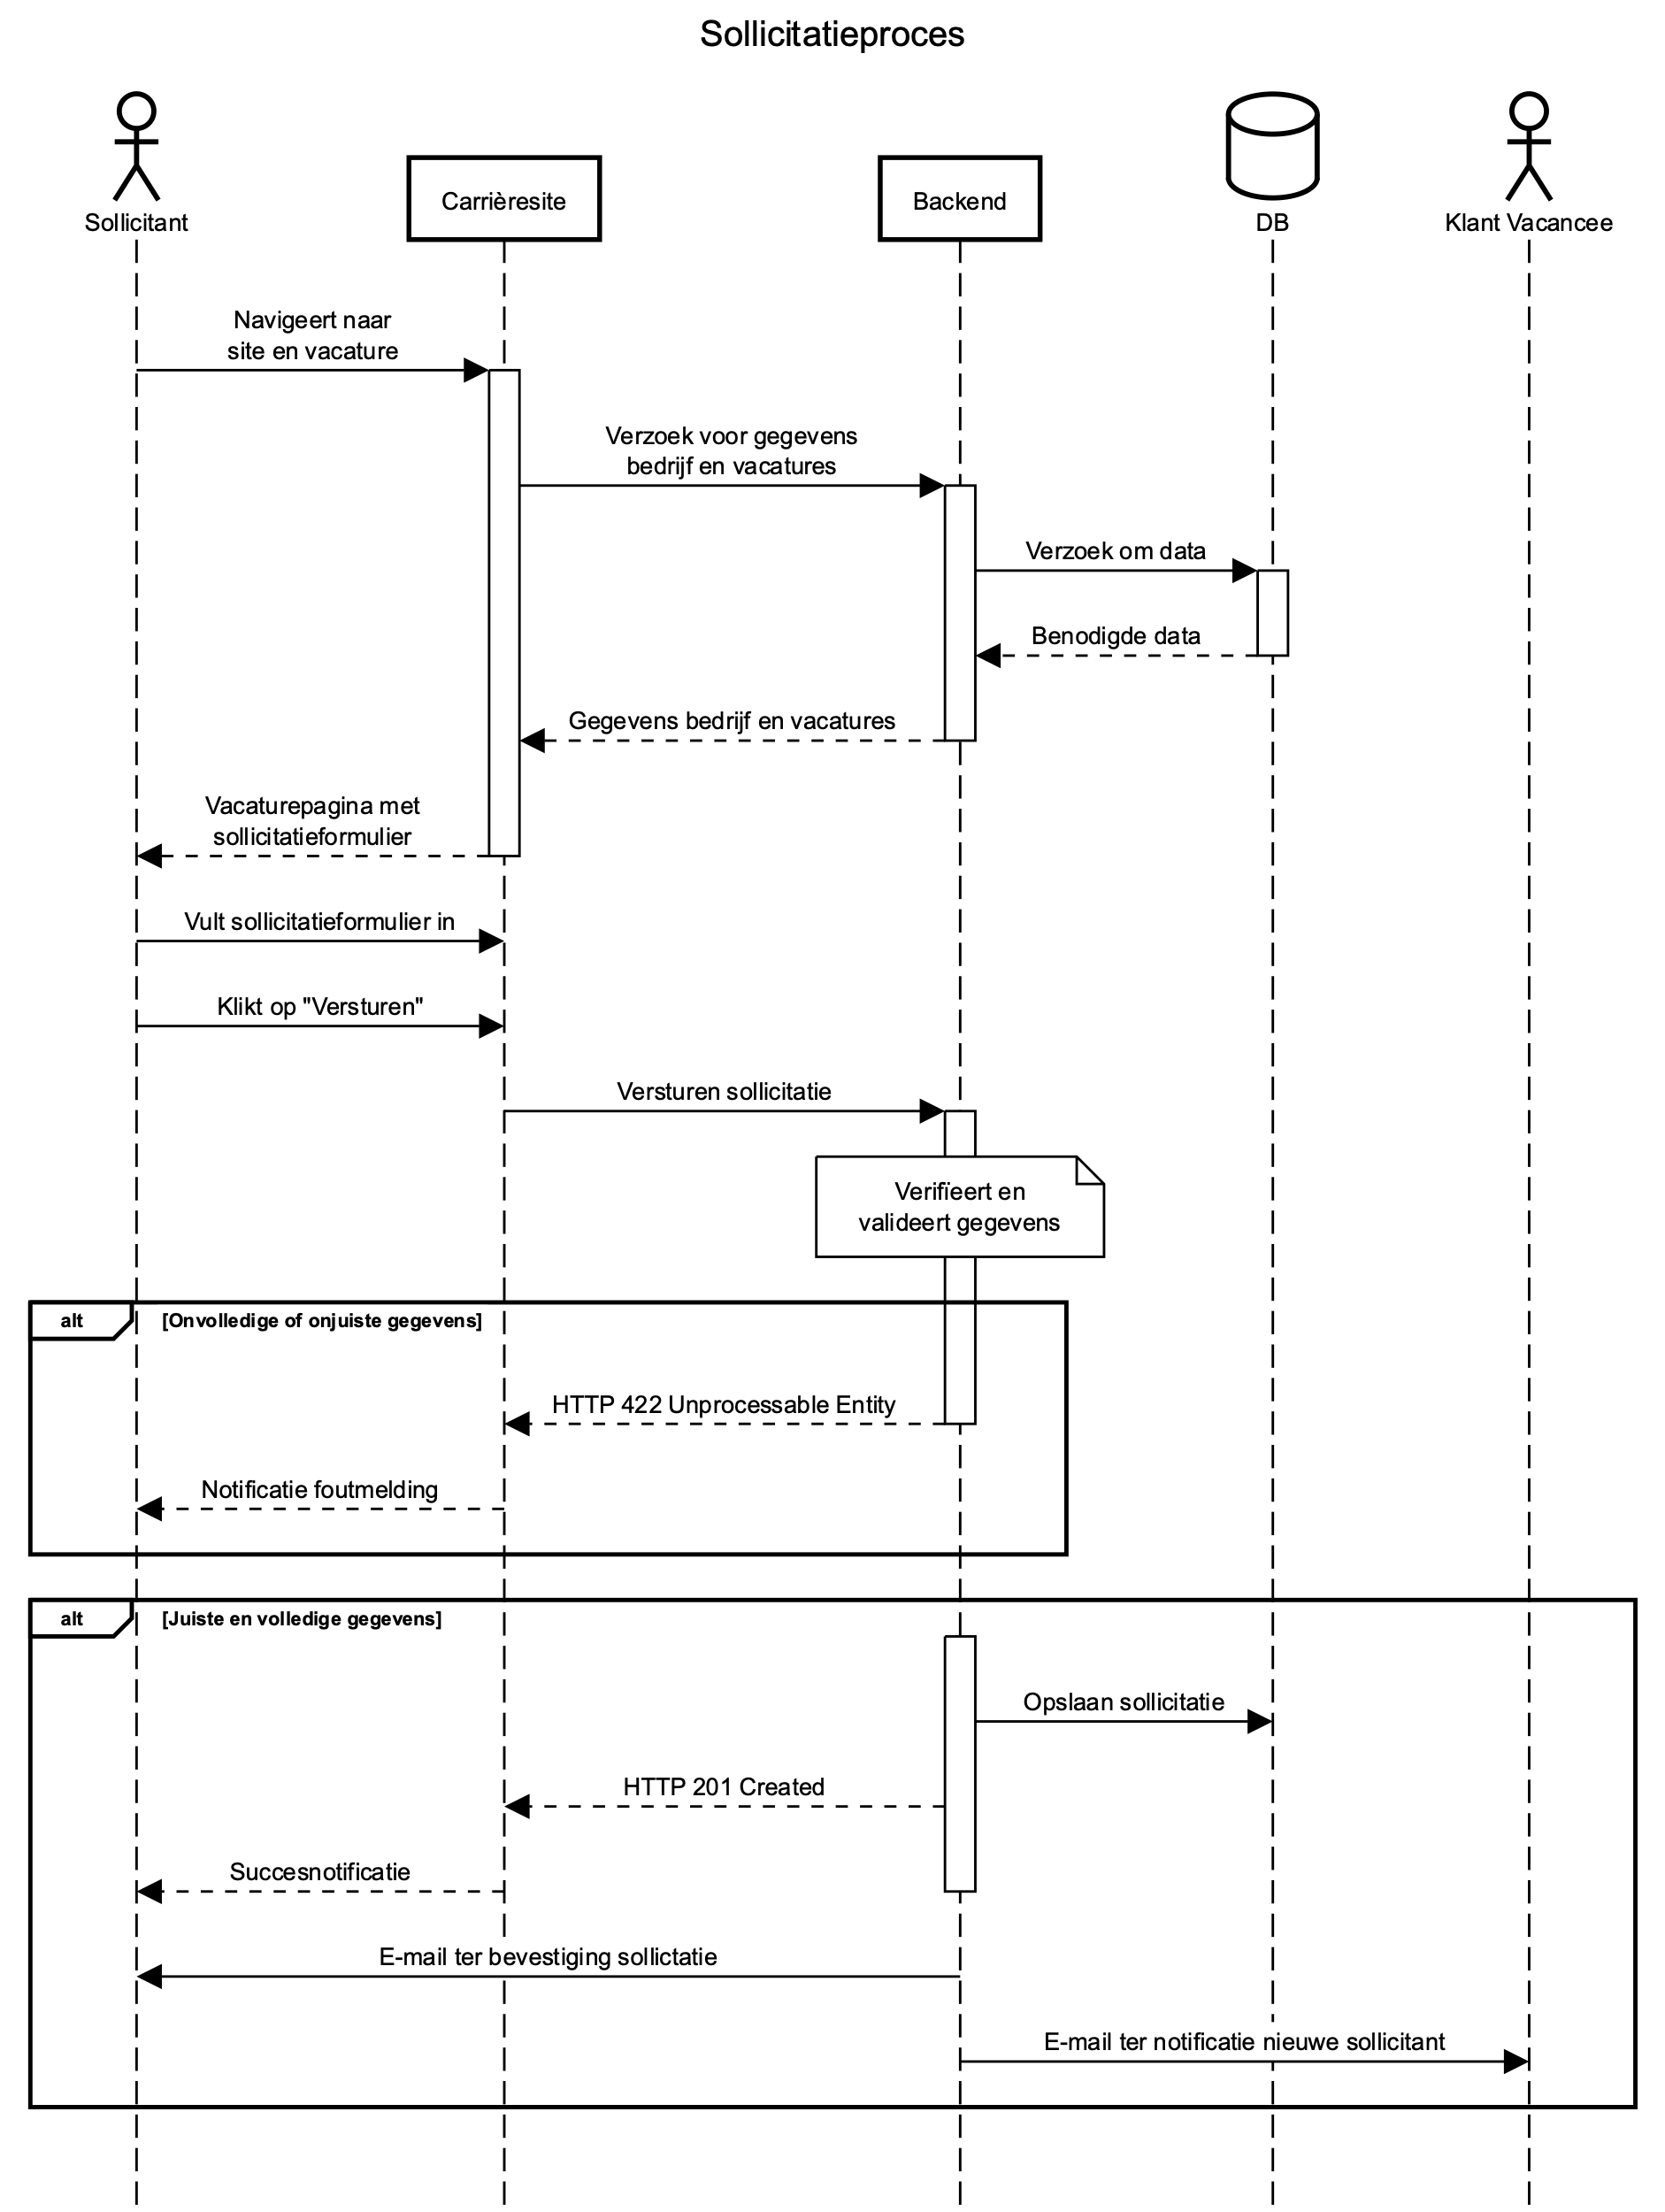 Sollicitatieproces
Sollicitant
Carrièresite
Backend
DB
Klant Vacancee
Navigeert naar
site en vacature
Verzoek voor gegevens
bedrijf en vacatures
Verzoek om data
Benodigde data
Gegevens bedrijf en vacatures
Vacaturepagina met
sollicitatieformulier
Vult sollicitatieformulier in
Klikt op "Versturen"
Versturen sollicitatie
Verifïeert en
valideert gegevens
alt
[Onvolledige of onjuiste gegevens]
HTTP 422 Unprocessable Entity
Notificatie foutmelding
alt
[Juiste en volledige gegevens]
Opslaan sollicitatie
HTTP 201 Created
Succesnotificatie
E-mail ter bevestiging sollictatie
E-mail ter notificatie nieuwe sollicitant